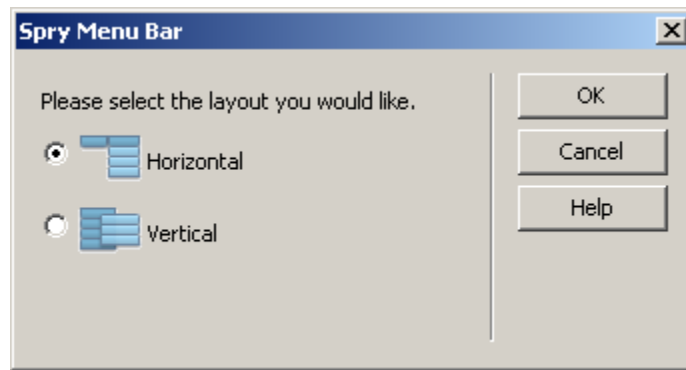 Spry Menu Bar
Please select the layout you would like.
Horizontal
Vertical
OK
Cancel
Help